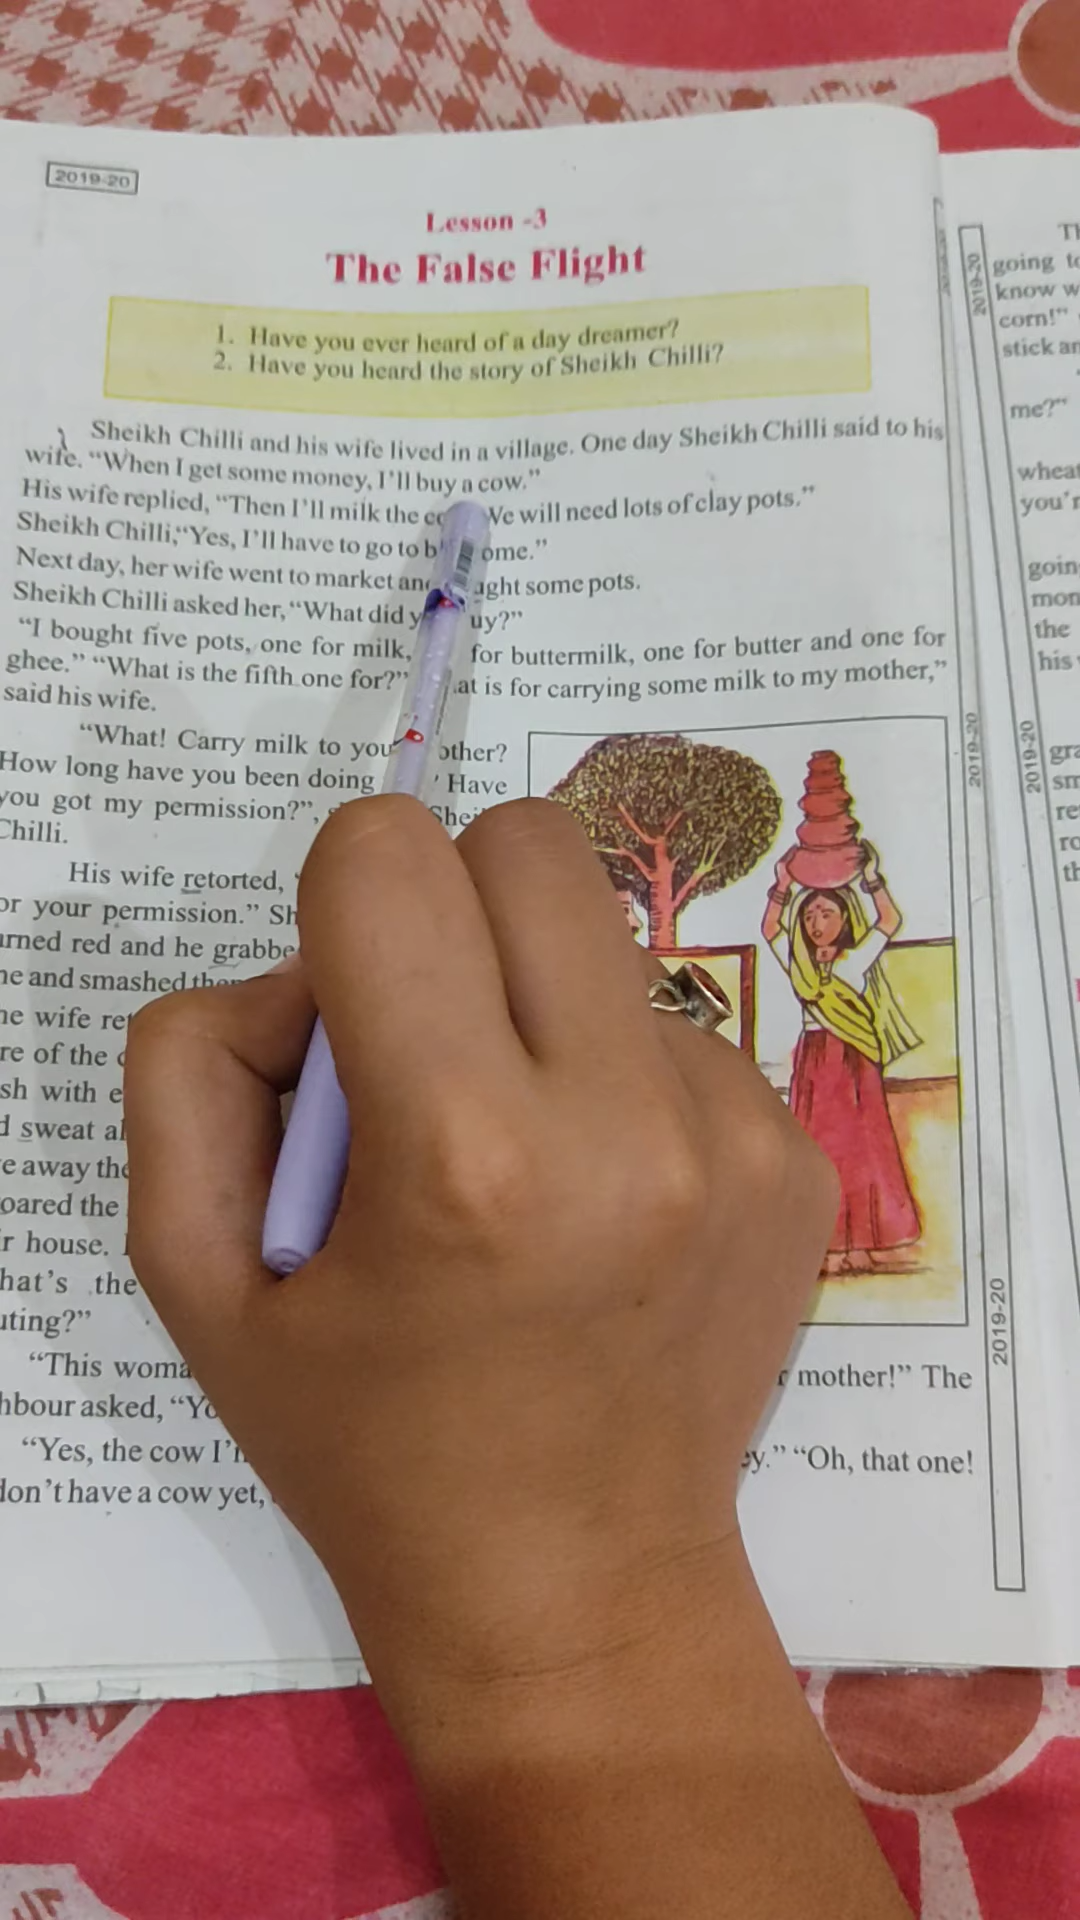 2019-20
Lesson -3
The False Flight
1. Have you ever heard of a day dreamer?
2. Have you heard the story of Sheikh Chilli?
Sheikh Chilli and his wife lived in a village. One day Sheikh Chilli said to his
wife. “When I get some money, I’ll buy a cow.”
His wife replied, “Then I’ll milk the We will need lots of clay pots.”
Sheikh Chilli,“Yes, I’ll have to go to ome.”
Next day, her wife went to market and ught some pots.
Sheikh Chilli asked her, “What did uy?”
“I bought five pots, one for milk, for buttermilk, one for butter and one for
ghee.” “What is the fifth one for?” at is for carrying some milk to my mother,”
said his wife.
“What! Carry milk to you other?
How long have you been doing Have
you got my permission?”, Shei
Chilli.
His wife retorted,
or your permission.” Sh
urned red and he grabbe
ne and smashed
he wife
re of the
sh with e
d sweat al
e away the
oared the
r house.
hat’s the
uting?”
“This woma mother!” The
hbour asked, “Yo
“Yes, the cow I’ ey.” “Oh, that one!
don’t have a cow yet,
2019-20
2019-20
2019-20
2019-20
going to
know w
corn!”
stick an
me?”
wheat
you’r
going
mon
the
his
gra
sm
re
ro
th